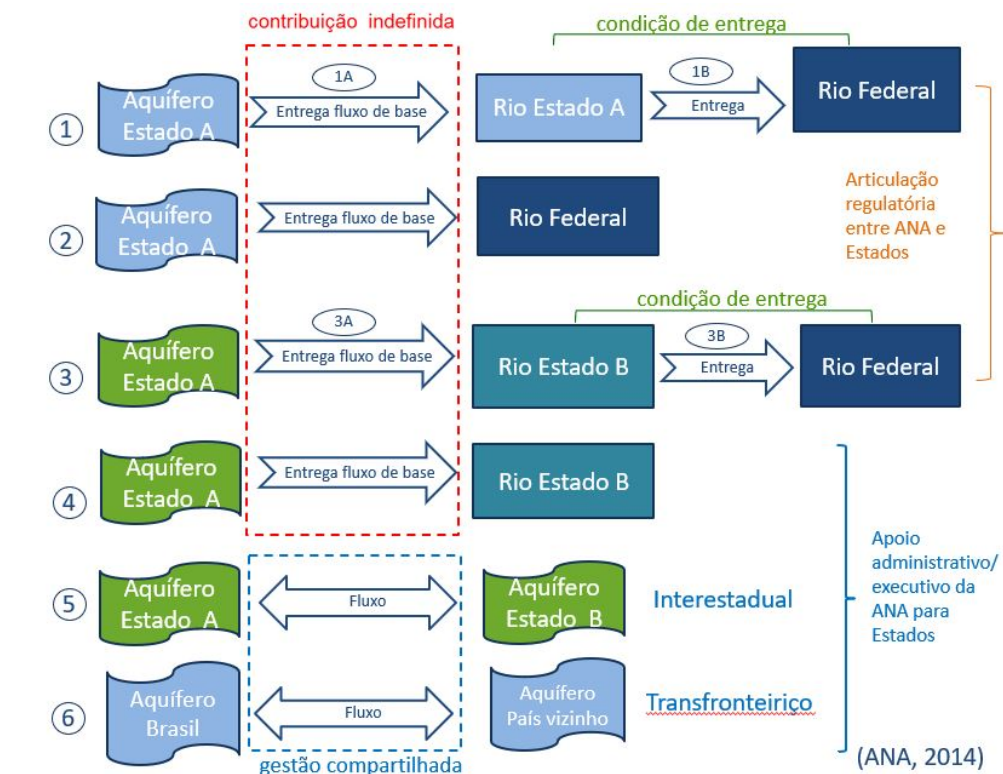 contribuição indefinida
condição de entrega
1
Aquífero
Estado A
1A
Entrega fluxo de base
Rio Estado A
1B
Entrega
Rio Federal
2
Aquífero
Estado A
Entrega fluxo de base
Rio Federal
Articulação
regulatória
entre ANA e
Estados
condição de entrega
3
Aquífero
Estado A
3A
Entrega fluxo de base
Rio Estado B
3B
Entrega
Rio Federal
4
Aquífero
Estado A
Entrega fluxo de base
Rio Estado B
5
Aquífero
Estado A
Fluxo
Aquífero
Estado B
Interestadual
Apoio
administrativo/
executivo da
ANA para
Estados
6
Aquífero
Brasil
Fluxo
Aquífero
País vizinho
Transfronteiriço
gestão compartilhada
(ANA, 2014)